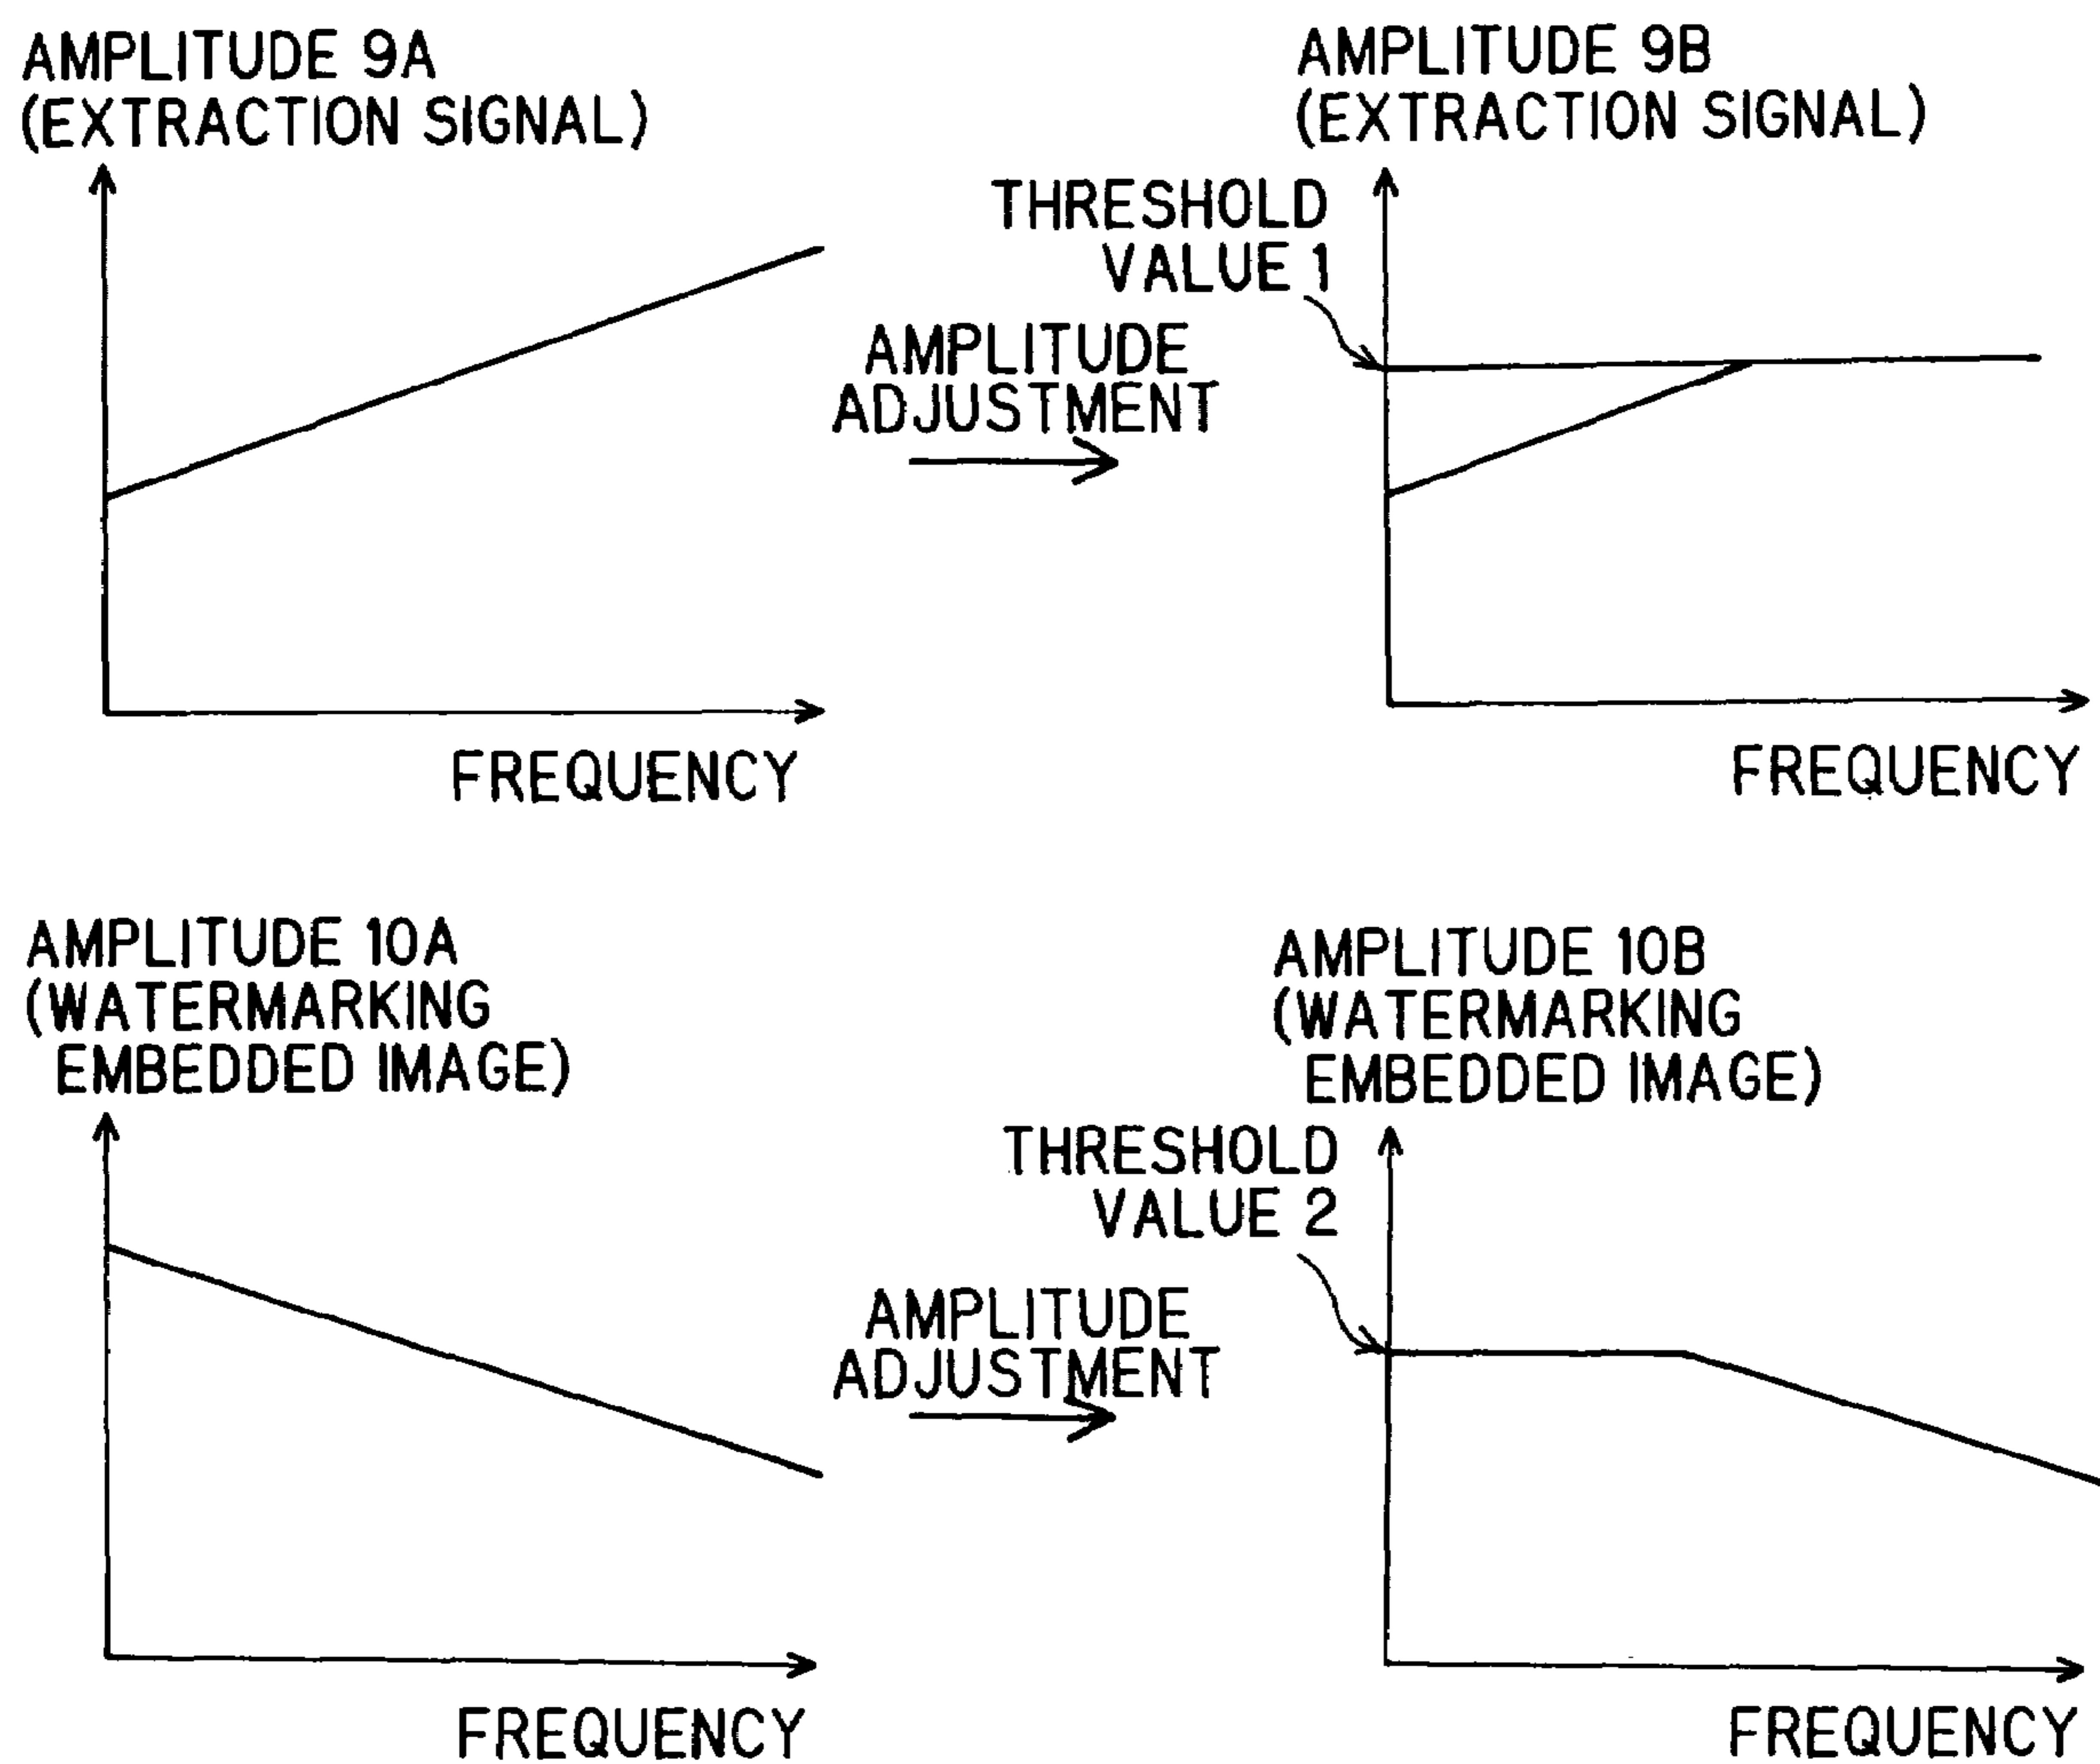 AMPLITUDE 9A
(EXTRACTION SIGNAL)
AMPLITUDE 9B
(EXTRACTION SIGNAL)
THRESHOLD
VALUE 1
AMPLITUDE
ADJUSTMENT
FREQUENCY
FREQUENCY
AMPLITUDE 10A
(WATERMARKING
EMBEDDED IMAGE)
AMPLITUDE 10B
(WATERMARKING
EMBEDDED IMAGE)
THRESHOLD
VALUE 2
AMPLITUDE
ADJUSTMENT
FREQUENCY
FREQUENCY